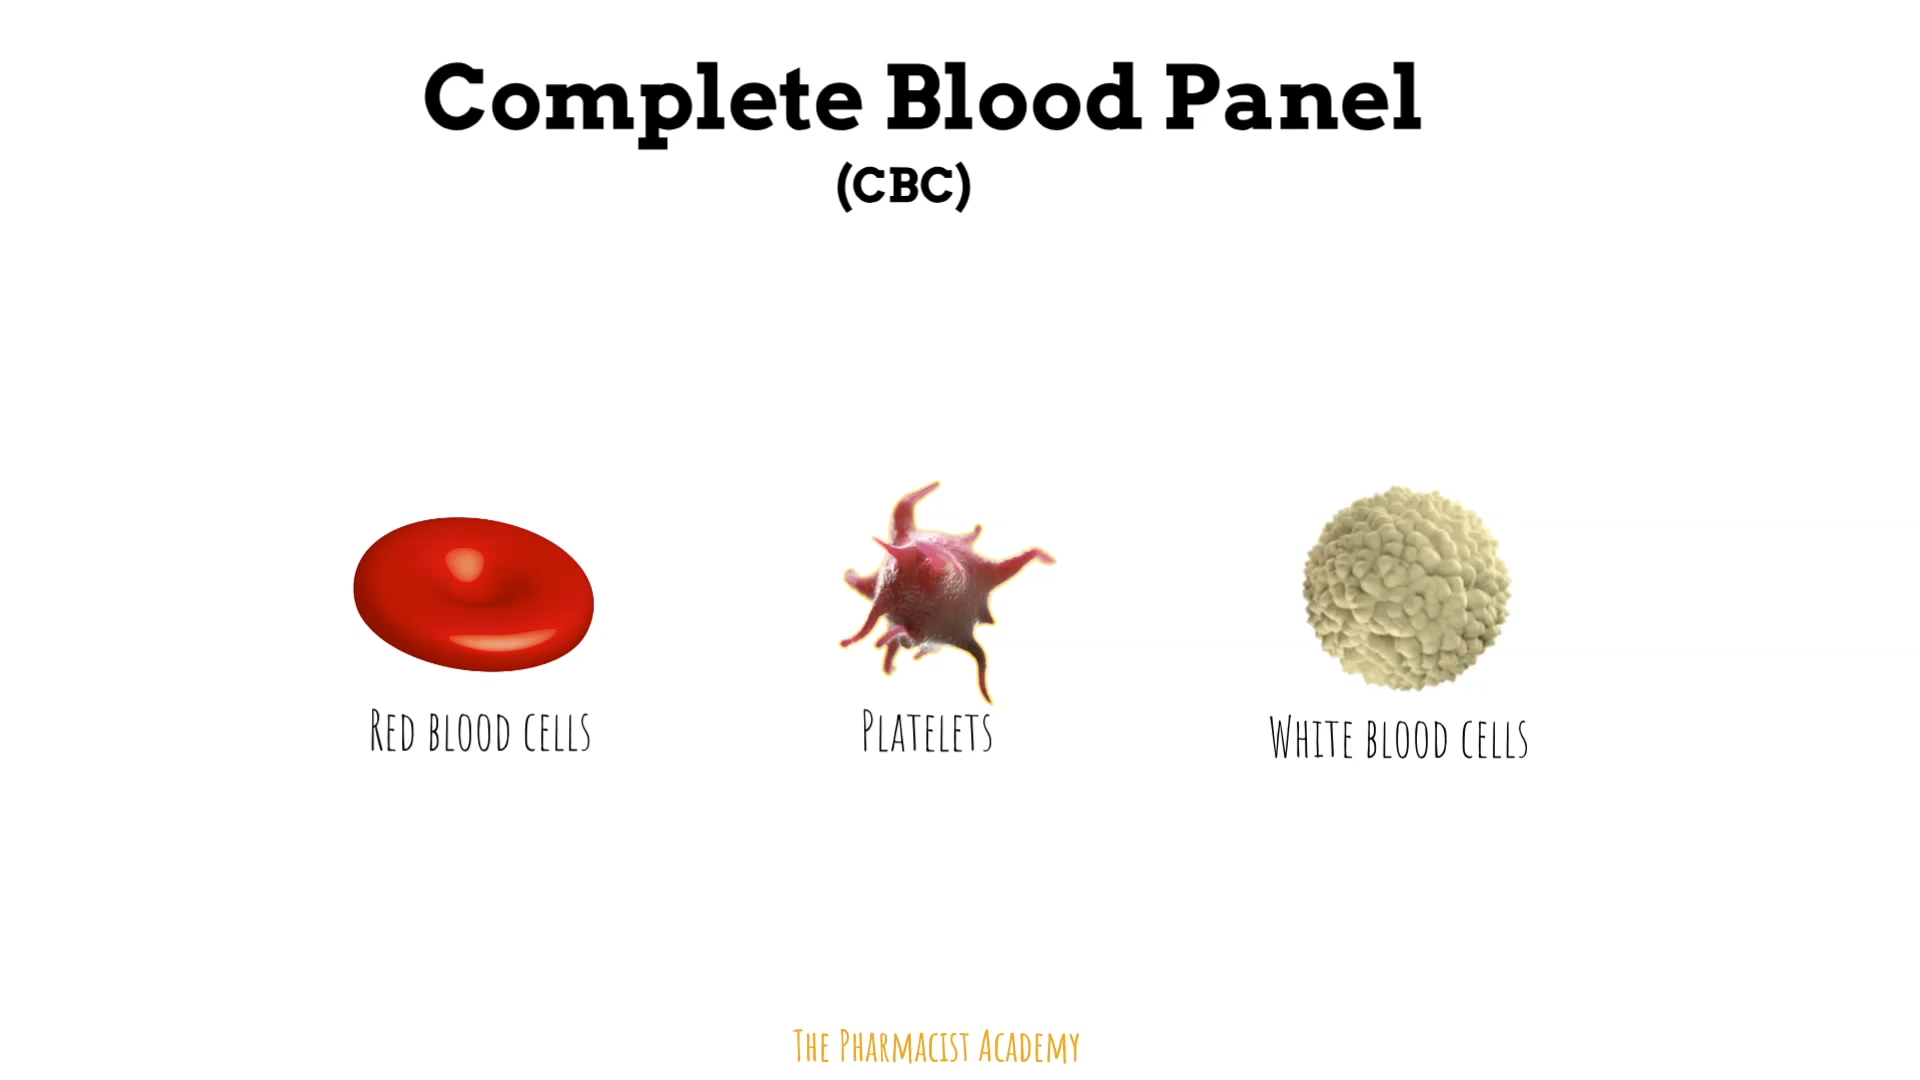 Complete Blood Panel
(CBC)
Red blood cells
Platelets
White blood cells
The Pharmacist Academy